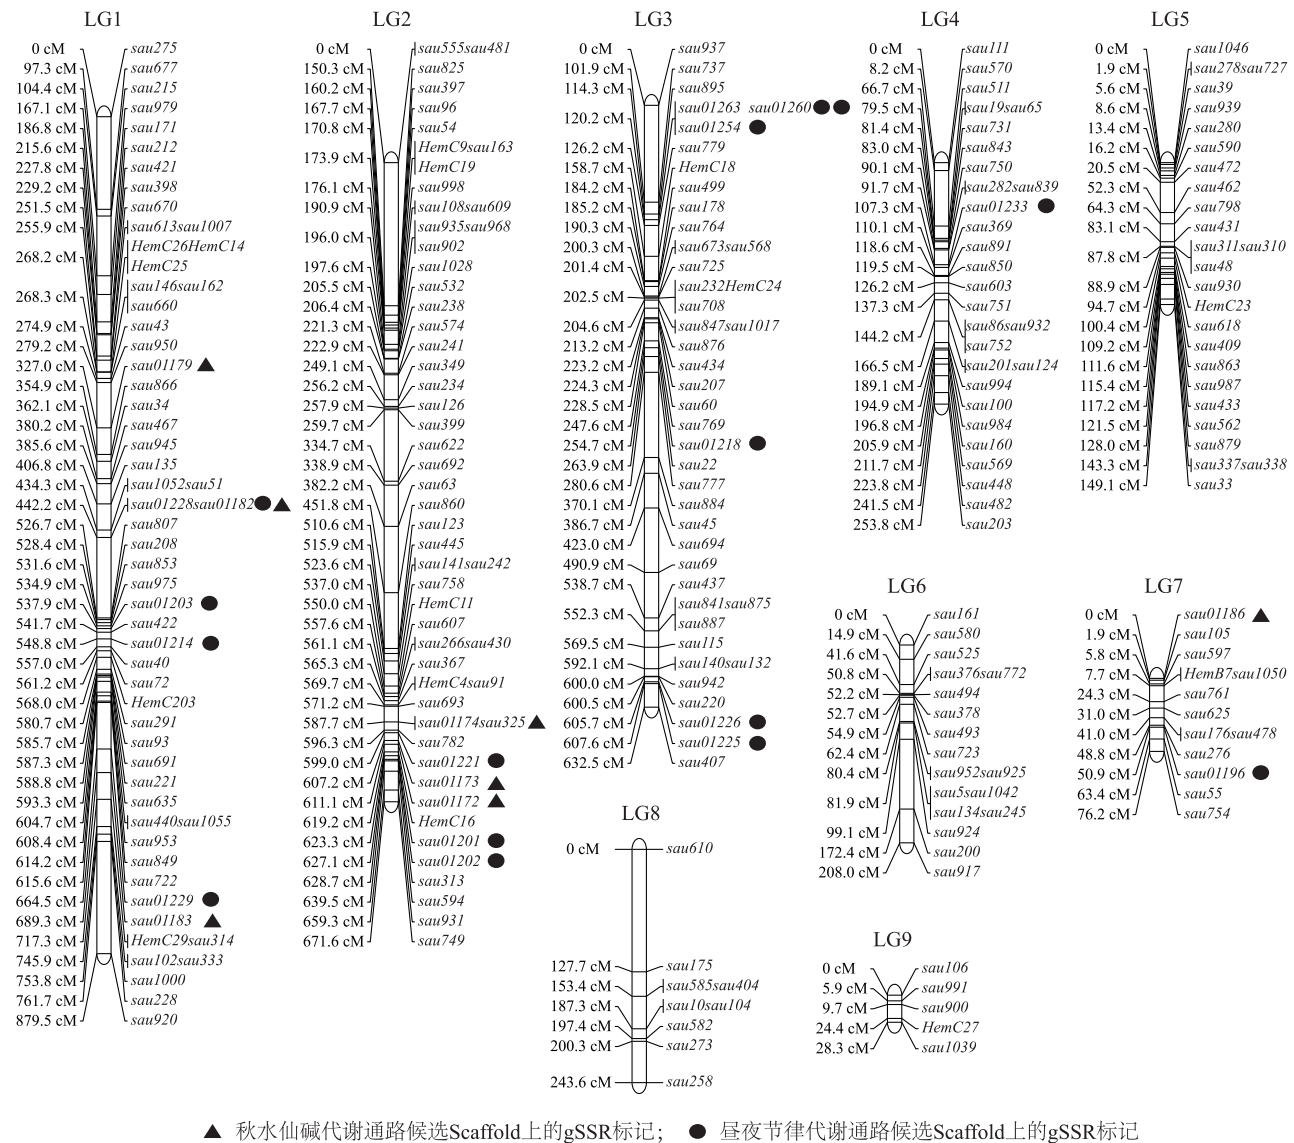 LG1
0 cM sau275
97.3 cM sau677
104.4 cM sau215
167.1 cM sau979
186.8 cM sau171
215.6 cM sau212
227.8 cM sau421
229.2 cM sau398
251.5 cM sau670
255.9 cM sau613sau1007
268.2 cM HemC26HemC14
HemC25
268.3 cM sau146sau162
sau660
274.9 cM sau43
279.2 cM sau950
327.0 cM sau01179 ▲
354.9 cM sau866
362.1 cM sau34
380.2 cM sau467
385.6 cM sau945
406.8 cM sau135
434.3 cM sau1052sau51
442.2 cM sau01228sau01182 ● ▲
526.7 cM sau807
528.4 cM sau208
531.6 cM sau853
534.9 cM sau975
537.9 cM sau01203 ●
541.7 cM sau422
548.8 cM sau01214 ●
557.0 cM sau40
561.2 cM sau72
568.0 cM HemC203
580.7 cM sau291
585.7 cM sau93
587.3 cM sau691
588.8 cM sau221
593.3 cM sau635
604.7 cM sau440sau1055
608.4 cM sau953
614.2 cM sau849
615.6 cM sau722
664.5 cM sau01229 ●
689.3 cM sau01183 ▲
717.3 cM HemC29sau314
745.9 cM sau102sau333
753.8 cM sau1000
761.7 cM sau228
879.5 cM sau920
LG2
0 cM sau555sau481
150.3 cM sau825
160.2 cM sau397
167.7 cM sau96
170.8 cM sau54
173.9 cM HemC9sau163
HemC19
176.1 cM sau998
190.9 cM sau108sau609
196.0 cM sau935sau968
sau902
197.6 cM sau1028
205.5 cM sau532
206.4 cM sau238
221.3 cM sau574
222.9 cM sau241
249.1 cM sau349
256.2 cM sau234
257.9 cM sau126
259.7 cM sau399
334.7 cM sau622
338.9 cM sau692
382.2 cM sau63
451.8 cM sau860
510.6 cM sau123
515.9 cM sau445
523.6 cM sau141sau242
537.0 cM sau758
550.0 cM HemC11
557.6 cM sau607
561.1 cM sau266sau430
565.3 cM sau367
569.7 cM HemC4sau91
571.2 cM sau693
587.7 cM sau01174sau325 ▲
596.3 cM sau782
599.0 cM sau01221 ●
607.2 cM sau01173 ▲
611.1 cM sau01172 ▲
619.2 cM HemC16
623.3 cM sau01201 ●
627.1 cM sau01202 ●
628.7 cM sau313
639.5 cM sau594
659.3 cM sau931
671.6 cM sau749
LG3
0 cM sau937
101.9 cM sau737
114.3 cM sau895
120.2 cM sau01263 sau01260 ● ●
sau01254 ●
126.2 cM sau779
158.7 cM HemC18
184.2 cM sau499
185.2 cM sau178
190.3 cM sau764
200.3 cM sau673sau568
201.4 cM sau725
202.5 cM sau232HemC24
sau708
204.6 cM sau847sau1017
213.2 cM sau876
223.2 cM sau434
224.3 cM sau207
228.5 cM sau60
247.6 cM sau769
254.7 cM sau01218 ●
263.9 cM sau22
280.6 cM sau777
370.1 cM sau884
386.7 cM sau45
423.0 cM sau694
490.9 cM sau69
538.7 cM sau437
552.3 cM sau841sau875
sau887
569.5 cM sau115
592.1 cM sau140sau132
600.0 cM sau942
600.5 cM sau220
605.7 cM sau01226 ●
607.6 cM sau01225 ●
632.5 cM sau407
LG4
0 cM sau111
8.2 cM sau570
66.7 cM sau511
79.5 cM sau19sau65
81.4 cM sau731
83.0 cM sau843
90.1 cM sau750
91.7 cM sau282sau839
107.3 cM sau01233 ●
110.1 cM sau369
118.6 cM sau891
119.5 cM sau850
126.2 cM sau603
137.3 cM sau751
144.2 cM sau86sau932
sau752
166.5 cM sau201sau124
189.1 cM sau994
194.9 cM sau100
196.8 cM sau984
205.9 cM sau160
211.7 cM sau569
223.8 cM sau448
241.5 cM sau482
253.8 cM sau203
LG5
0 cM sau1046
1.9 cM sau278sau727
5.6 cM sau39
8.6 cM sau939
13.4 cM sau280
16.2 cM sau590
20.5 cM sau472
52.3 cM sau462
64.3 cM sau798
83.1 cM sau431
87.8 cM sau311sau310
sau48
88.9 cM sau930
94.7 cM HemC23
100.4 cM sau618
109.2 cM sau409
111.6 cM sau863
115.4 cM sau987
117.2 cM sau433
121.5 cM sau562
128.0 cM sau879
143.3 cM sau337sau338
149.1 cM sau33
LG6
0 cM sau161
14.9 cM sau580
41.6 cM sau525
50.8 cM sau376sau772
52.2 cM sau494
52.7 cM sau378
54.9 cM sau493
62.4 cM sau723
80.4 cM sau952sau925
81.9 cM sau5sau1042
sau134sau245
99.1 cM sau924
172.4 cM sau200
208.0 cM sau917
LG7
0 cM sau01186 ▲
1.9 cM sau105
5.8 cM sau597
7.7 cM HemB7sau1050
24.3 cM sau761
31.0 cM sau625
41.0 cM sau176sau478
48.8 cM sau276
50.9 cM sau01196 ●
63.4 cM sau55
76.2 cM sau754
LG8
0 cM sau610
127.7 cM sau175
153.4 cM sau585sau404
187.3 cM sau10sau104
197.4 cM sau582
200.3 cM sau273
243.6 cM sau258
LG9
0 cM sau106
5.9 cM sau991
9.7 cM sau900
24.4 cM HemC27
28.3 cM sau1039
▲ 秋水仙碱代谢通路候选Scaffold上的gSSR标记; ● 昼夜节律代谢通路候选Scaffold上的gSSR标记